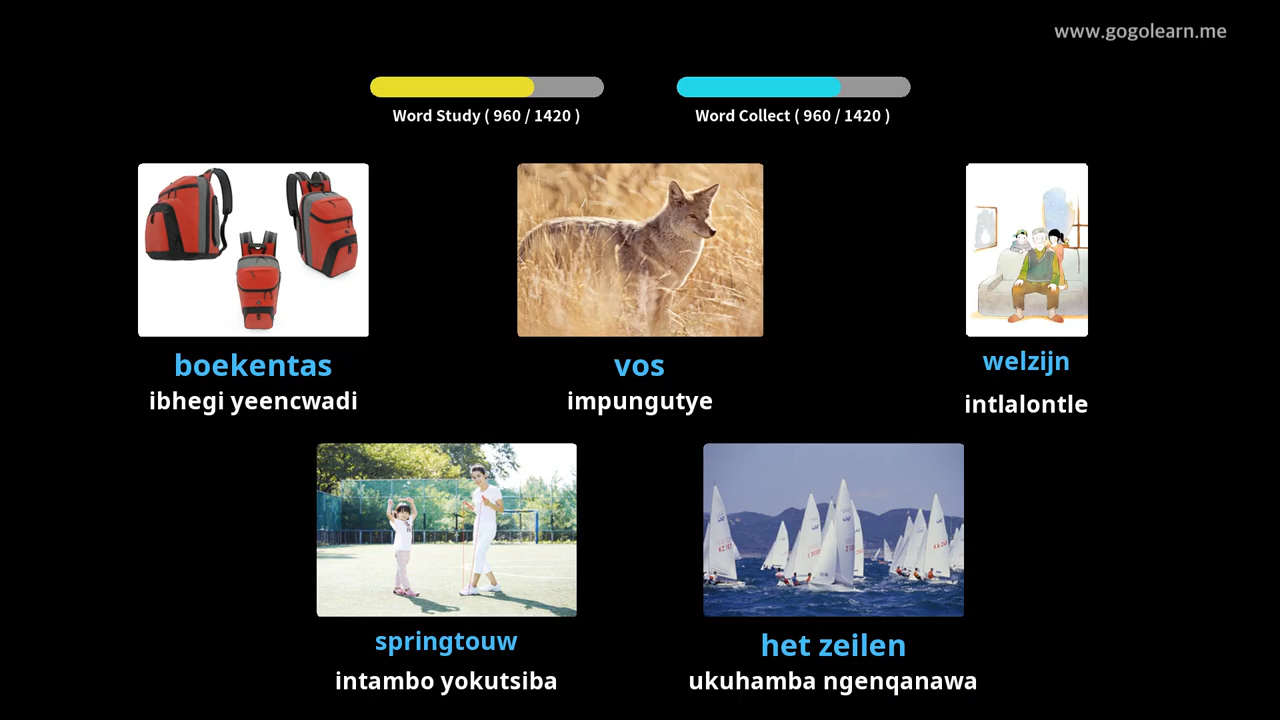 www.gogolearn.me
Word Study ( 960 / 1420 )
Word Collect ( 960 / 1420 )
boekentas
ibhegi yeencwadi
vos
impungutye
welzijn
intlalontle
springtouw
intambo yokutsiba
het zeilen
ukuhamba ngenqanawa